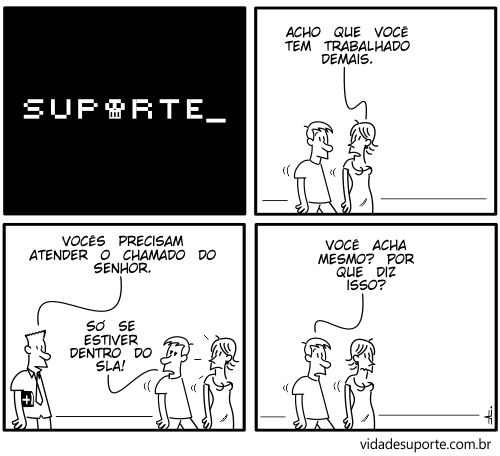 SUPORTE_
ACHO QUE VOCÊ
TEM TRABALHADO
DEMAIS.
VOCÊS PRECISAM
ATENDER O CHAMADO DO
SENHOR.
SÓ SE
ESTIVER
DENTRO DO
SLA!
VOCÊ ACHA
MESMO? POR
QUE DIZ
ISSO?
vidadesuporte.com.br